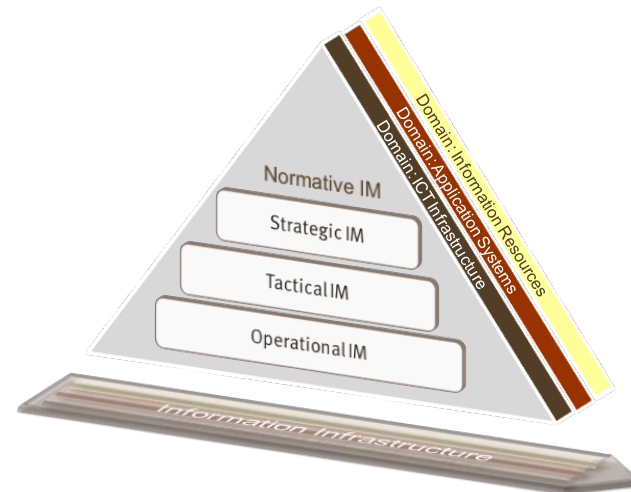 Normative IM
Strategic IM
Tactical IM
Operational IM
Domain: Information Resources
Domain: Application Systems
Domain: ICT Infrastructure
Information Infrastructure